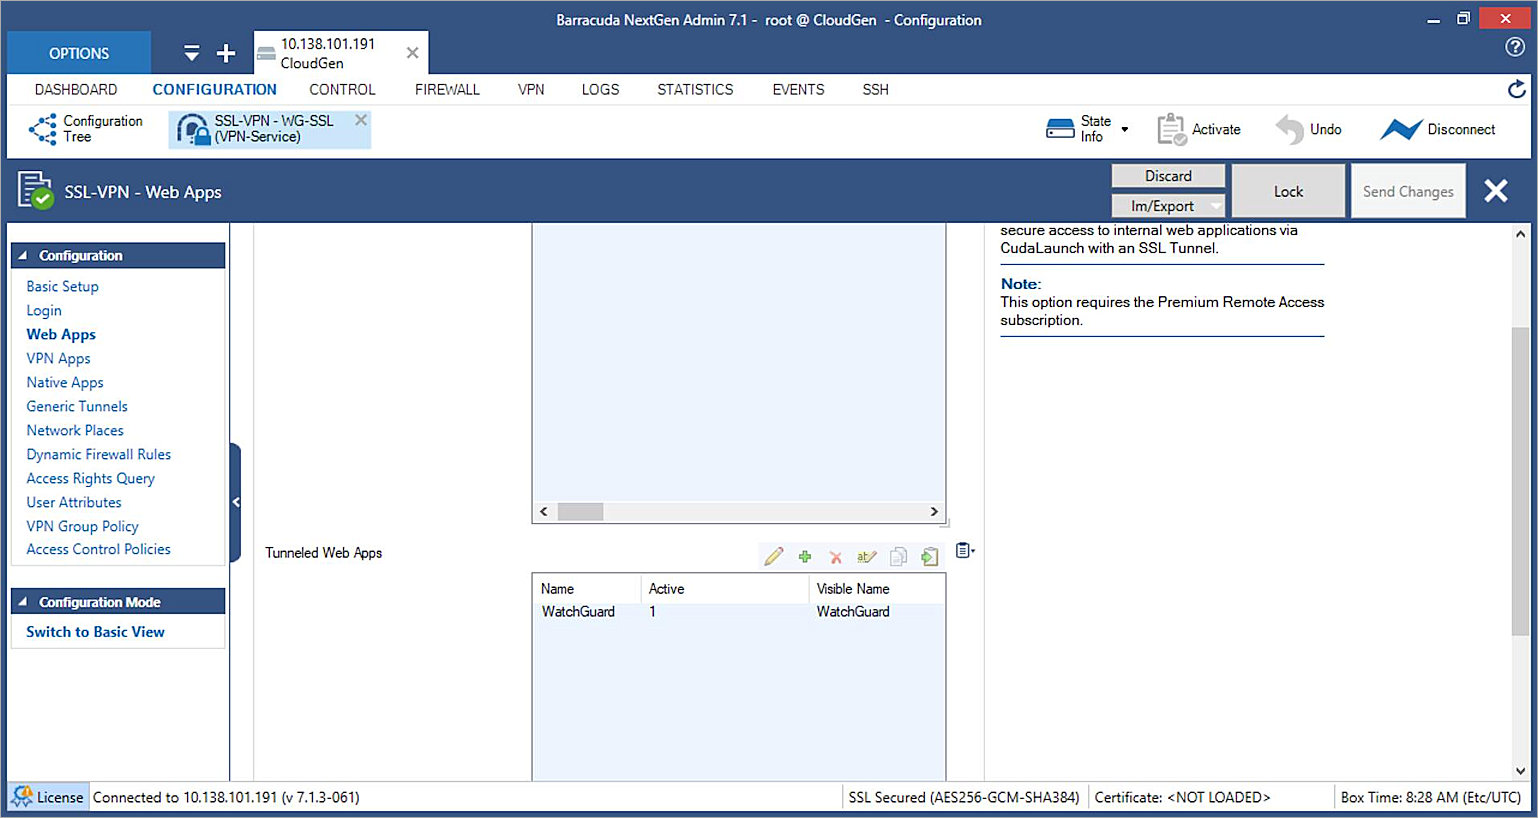 Barracuda NextGen Admin 7.1 - root @ CloudGen - Configuration
OPTIONS
10.138.101.191
CloudGen
DASHBOARD CONFIGURATION CONTROL FIREWALL VPN LOGS STATISTICS EVENTS SSH
Configuration
Tree
SSL-VPN - WG-SSL
(VPN-Service)
State
Info
Activate
Undo
Disconnect
SSL-VPN - Web Apps
Discard
Im/Export
Lock
Send Changes
Configuration
Basic Setup
Login
Web Apps
VPN Apps
Native Apps
Generic Tunnels
Network Places
Dynamic Firewall Rules
Access Rights Query
User Attributes
VPN Group Policy
Access Control Policies
Configuration Mode
Switch to Basic View
Tunneled Web Apps
Name Active Visible Name
WatchGuard 1 WatchGuard
secure access to internal web applications via
CudaLaunch with an SSL Tunnel.
Note:
This option requires the Premium Remote Access
subscription.
License
Connected to 10.138.101.191 (v 7.1.3-061)
SSL Secured (AES256-GCM-SHA384)
Certificate: <NOT LOADED>
Box Time: 8:28 AM (Etc/UTC)